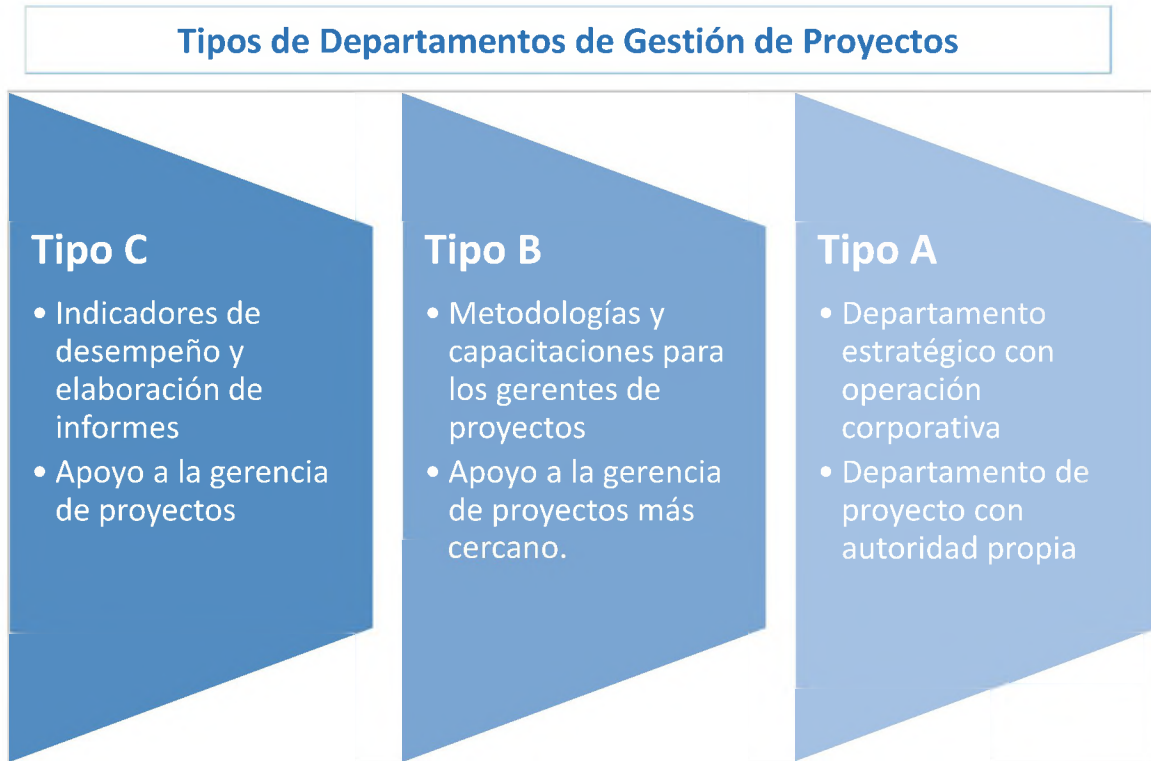 Tipos de Departamentos de Gestión de Proyectos
Tipo C
• Indicadores de
desempeño y
elaboración de
informes
• Apoyo a la gerencia
de proyectos
Tipo B
• Metodologías y
capacitaciones para
los gerentes de
proyectos
• Apoyo a la gerencia
de proyectos más
cercano.
Tipo A
• Departamento
estratégico con
operación
corporativa
• Departamento de
proyecto con
autoridad propia